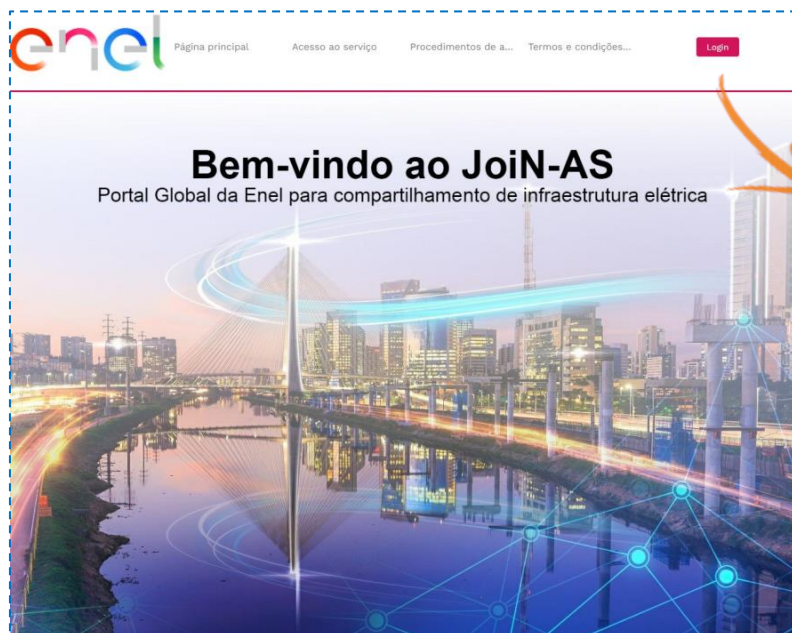 enel
Página principal
Acesso ao serviço
Procedimentos de a...
Termos e condições...
Login
Bem-vindo ao JoiN-AS
Portal Global da Enel para compartilhamento de infraestrutura elétrica